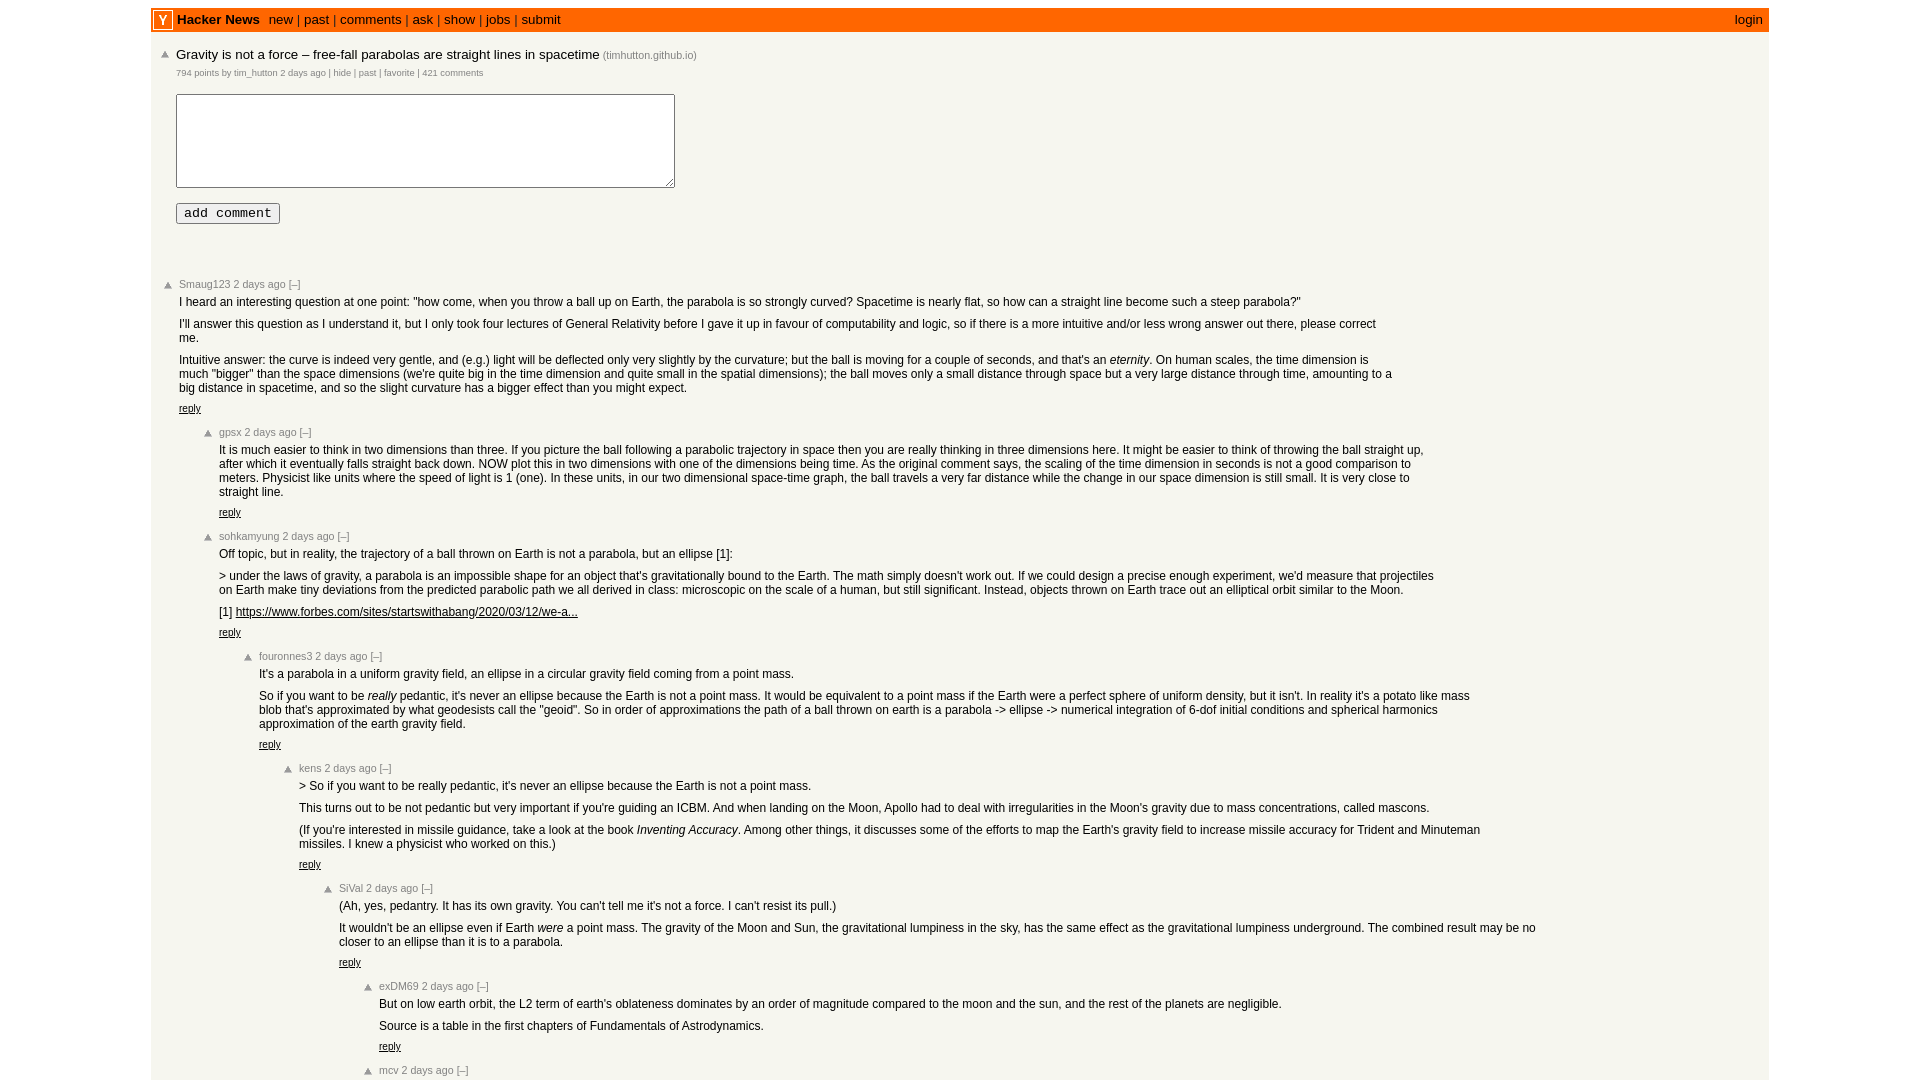 Y Hacker News new | past | comments | ask | show | jobs | submit login
Gravity is not a force – free-fall parabolas are straight lines in spacetime (timhutton.github.io)
794 points by tim_hutton 2 days ago | hide | past | favorite | 421 comments
add comment
Smaug123 2 days ago [–]
I heard an interesting question at one point: "how come, when you throw a ball up on Earth, the parabola is so strongly curved? Spacetime is nearly flat, so how can a straight line become such a steep parabola?"
I'll answer this question as I understand it, but I only took four lectures of General Relativity before I gave it up in favour of computability and logic, so if there is a more intuitive and/or less wrong answer out there, please correct
me.
Intuitive answer: the curve is indeed very gentle, and (e.g.) light will be deflected only very slightly by the curvature; but the ball is moving for a couple of seconds, and that's an eternity. On human scales, the time dimension is
much "bigger" than the space dimensions (we're quite big in the time dimension and quite small in the spatial dimensions); the ball moves only a small distance through space but a very large distance through time, amounting to a
big distance in spacetime, and so the slight curvature has a bigger effect than you might expect.
reply
gpsx 2 days ago [–]
It is much easier to think in two dimensions than three. If you picture the ball following a parabolic trajectory in space then you are really thinking in three dimensions here. It might be easier to think of throwing the ball straight up,
after which it eventually falls straight back down. NOW plot this in two dimensions with one of the dimensions being time. As the original comment says, the scaling of the time dimension in seconds is not a good comparison to
meters. Physicist like units where the speed of light is 1 (one). In these units, in our two dimensional space-time graph, the ball travels a very far distance while the change in our space dimension is still small. It is very close to
straight line.
reply
sohkamyung 2 days ago [–]
Off topic, but in reality, the trajectory of a ball thrown on Earth is not a parabola, but an ellipse [1]:
> under the laws of gravity, a parabola is an impossible shape for an object that's gravitationally bound to the Earth. The math simply doesn't work out. If we could design a precise enough experiment, we'd measure that projectiles
on Earth make tiny deviations from the predicted parabolic path we all derived in class: microscopic on the scale of a human, but still significant. Instead, objects thrown on Earth trace out an elliptical orbit similar to the Moon.
[1] https://www.forbes.com/sites/startswithabang/2020/03/12/we-a...
reply
fouronnes3 2 days ago [–]
It's a parabola in a uniform gravity field, an ellipse in a circular gravity field coming from a point mass.
So if you want to be really pedantic, it's never an ellipse because the Earth is not a point mass. It would be equivalent to a point mass if the Earth were a perfect sphere of uniform density, but it isn't. In reality it's a potato like mass
blob that's approximated by what geodesists call the "geoid". So in order of approximations the path of a ball thrown on earth is a parabola -> ellipse -> numerical integration of 6-dof initial conditions and spherical harmonics
approximation of the earth gravity field.
reply
kens 2 days ago [–]
> So if you want to be really pedantic, it's never an ellipse because the Earth is not a point mass.
This turns out to be not pedantic but very important if you're guiding an ICBM. And when landing on the Moon, Apollo had to deal with irregularities in the Moon's gravity due to mass concentrations, called mascons.
(If you're interested in missile guidance, take a look at the book Inventing Accuracy. Among other things, it discusses some of the efforts to map the Earth's gravity field to increase missile accuracy for Trident and Minuteman
missiles. I knew a physicist who worked on this.)
reply
SiVal 2 days ago [–]
(Ah, yes, pedantry. It has its own gravity. You can't tell me it's not a force. I can't resist its pull.)
It wouldn't be an ellipse even if Earth were a point mass. The gravity of the Moon and Sun, the gravitational lumpiness in the sky, has the same effect as the gravitational lumpiness underground. The combined result may be no
closer to an ellipse than it is to a parabola.
reply
exDM69 2 days ago [–]
But on low earth orbit, the L2 term of earth's oblateness dominates by an order of magnitude compared to the moon and the sun, and the rest of the planets are negligible.
Source is a table in the first chapters of Fundamentals of Astrodynamics.
reply
mcv 2 days ago [–]